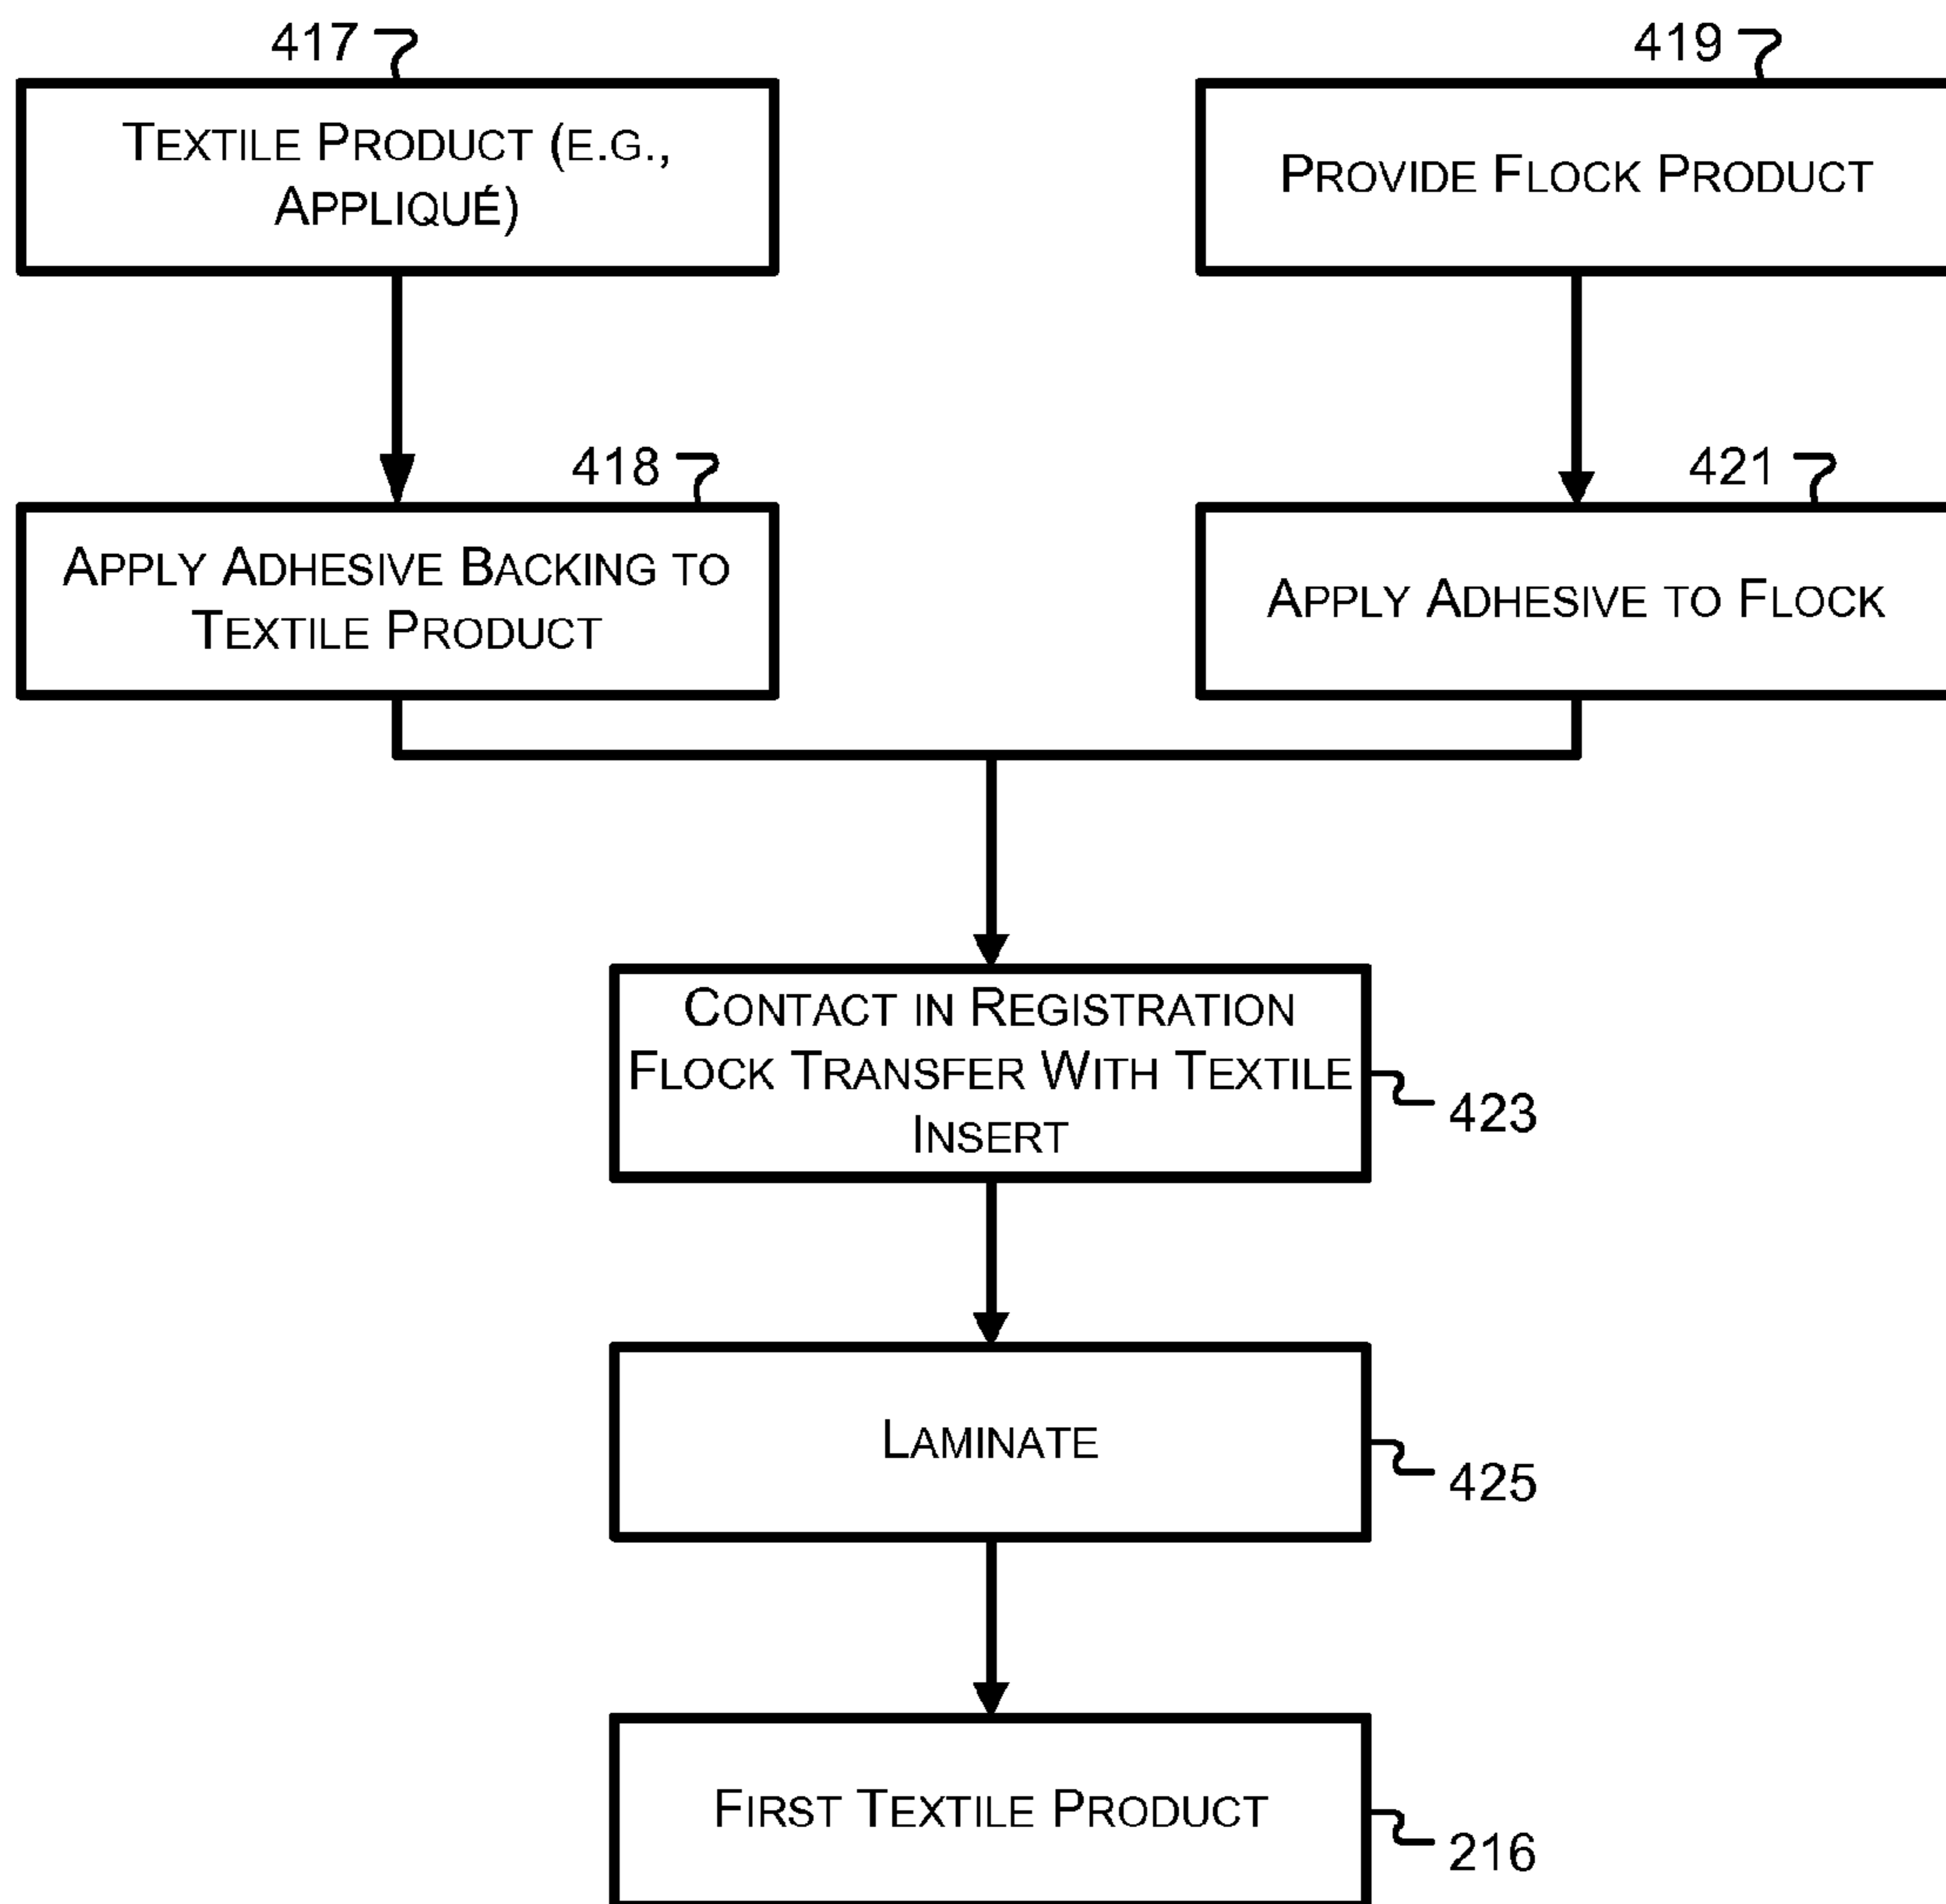 417
TEXTILE PRODUCT (E.G.,
APPLIQUÉ)
419
PROVIDE FLOCK PRODUCT
418
APPLY ADHESIVE BACKING TO
TEXTILE PRODUCT
421
APPLY ADHESIVE TO FLOCK
CONTACT IN REGISTRATION
FLOCK TRANSFER WITH TEXTILE
INSERT
423
LAMINATE
425
FIRST TEXTILE PRODUCT
216